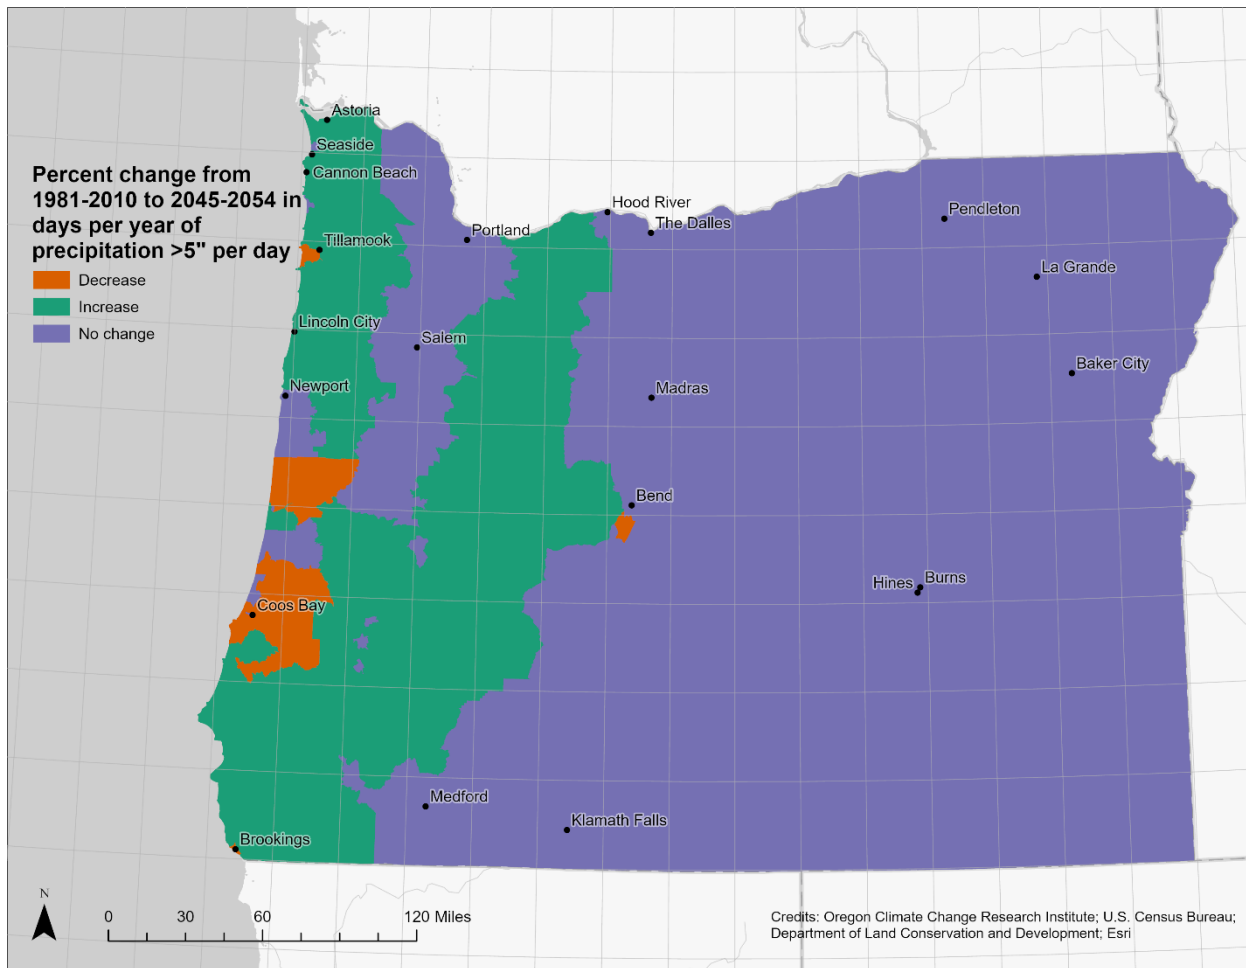 Astoria
Seaside
Cannon Beach
Percent change from
1981-2010 to 2045-2054 in
days per year of
precipitation >5" per day
Decrease
Increase
No change
Hood River
The Dalles
Portland
Pendleton
Tillamook
La Grande
Lincoln City
Salem
Baker City
Newport
Madras
Bend
Hines
Burns
Coos Bay
Medford
Klamath Falls
Brookings
N
0 30 60 120 Miles
Credits: Oregon Climate Change Research Institute; U.S. Census Bureau;
Department of Land Conservation and Development; Esri